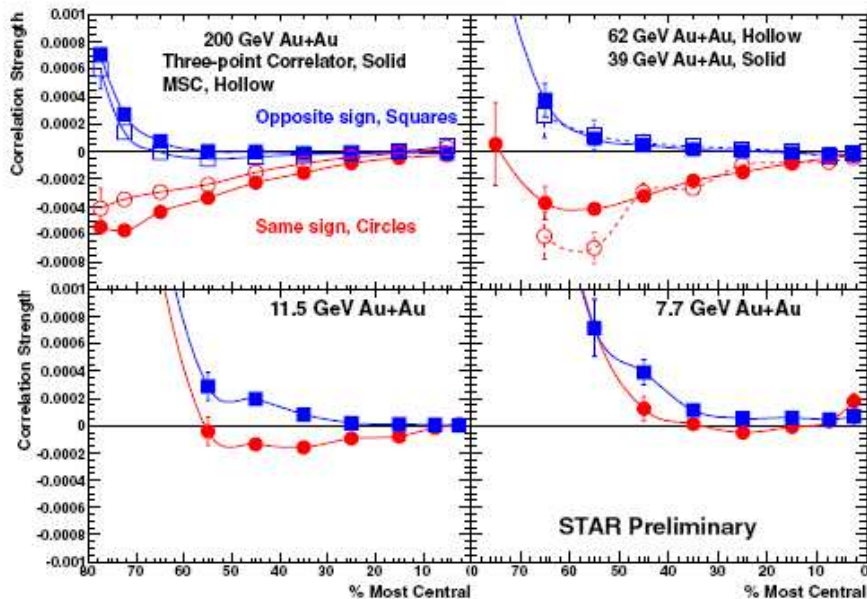 0.001
0.0008
0.0006
0.0004
0.0002
0
-0.0002
-0.0004
-0.0006
-0.0008
Correlation Strength
200 GeV Au+Au
Three-point Correlator, Solid
MSC, Hollow
Opposite sign, Squares
Same sign, Circles
62 GeV Au+Au, Hollow
39 GeV Au+Au, Solid
0.001
0.0008
0.0006
0.0004
0.0002
0
-0.0002
-0.0004
-0.0006
-0.0008
-0.001
Correlation Strength
11.5 GeV Au+Au
7.7 GeV Au+Au
STAR Preliminary
80 70 60 50 40 30 20 10 0
70 60 50 40 30 20 10 0
% Most Central
% Most Central